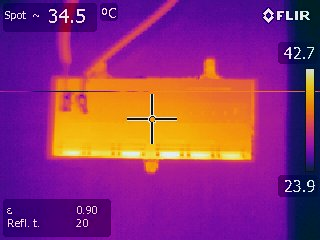 Spot ~ 34.5 °C
FLIR
42.7
23.9
ε 0.90
Refl. t. 20